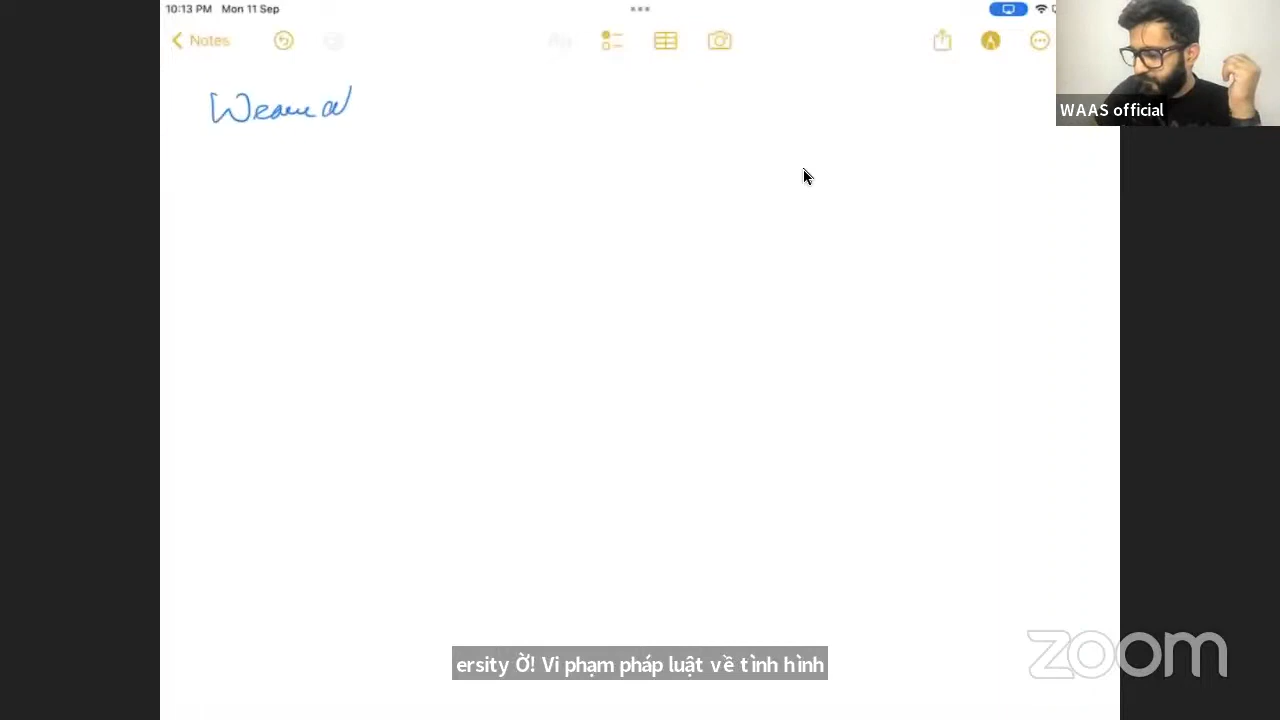 10:13 PM Mon 11 Sep
Notes
WAAS official
ersity Ờ! Vi phạm pháp luật về tình hình
zoom